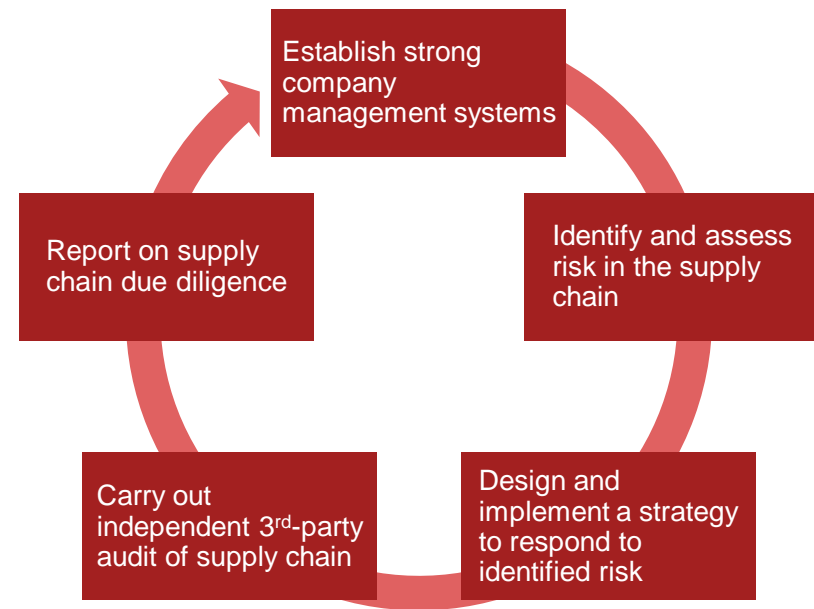 Establish strong
company
management systems
Identify and assess
risk in the supply
chain
Design and
implement a strategy
to respond to
identified risk
Carry out
independent 3rd-party
audit of supply chain
Report on supply
chain due diligence